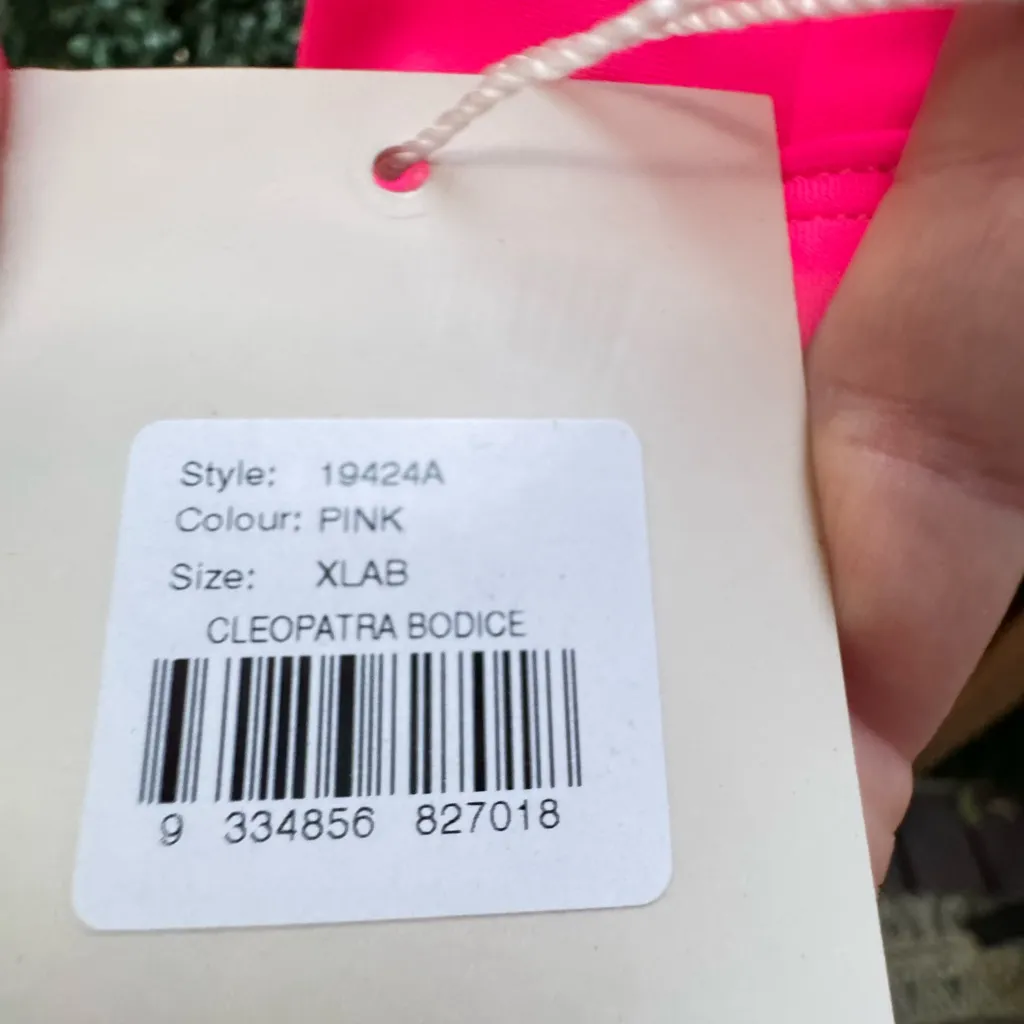 Style: 19424A
Colour: PINK
Size: XLAB
CLEOPATRA BODICE
9 334856 827018